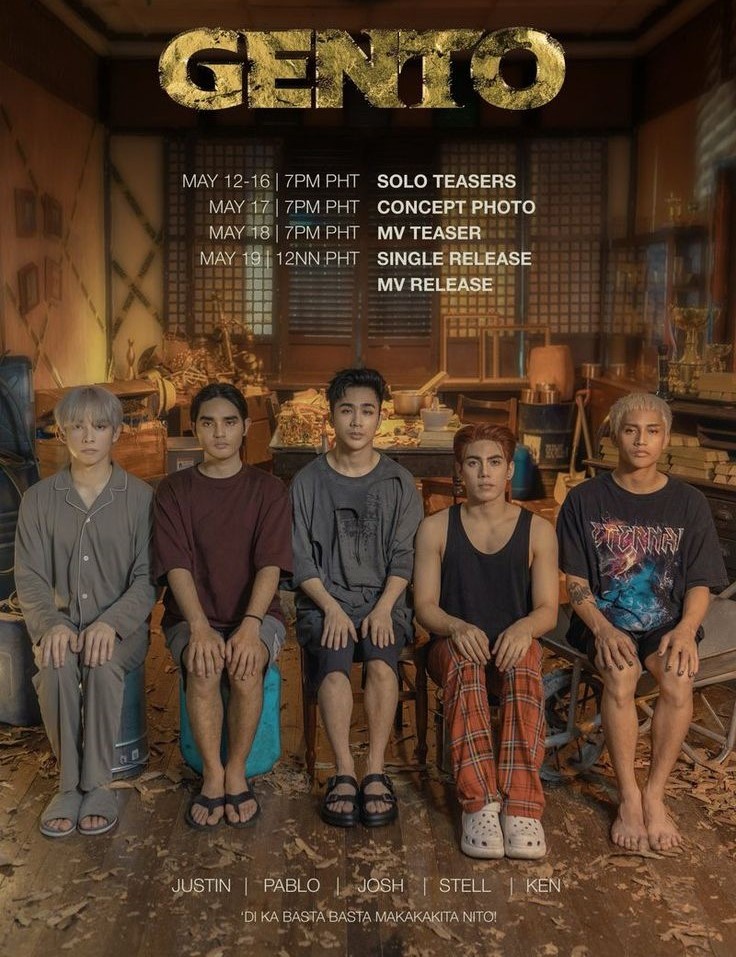 GENTO
MAY 12-16 | 7PM PHT SOLO TEASERS
MAY 17 | 7PM PHT CONCEPT PHOTO
MAY 18 | 7PM PHT MV TEASER
MAY 19 | 12NN PHT SINGLE RELEASE
MV RELEASE
ETERNAL
JUSTIN | PABLO | JOSH | STELL | KEN
'DI KA BASTA BASTA MAKAKAKITA NITO!